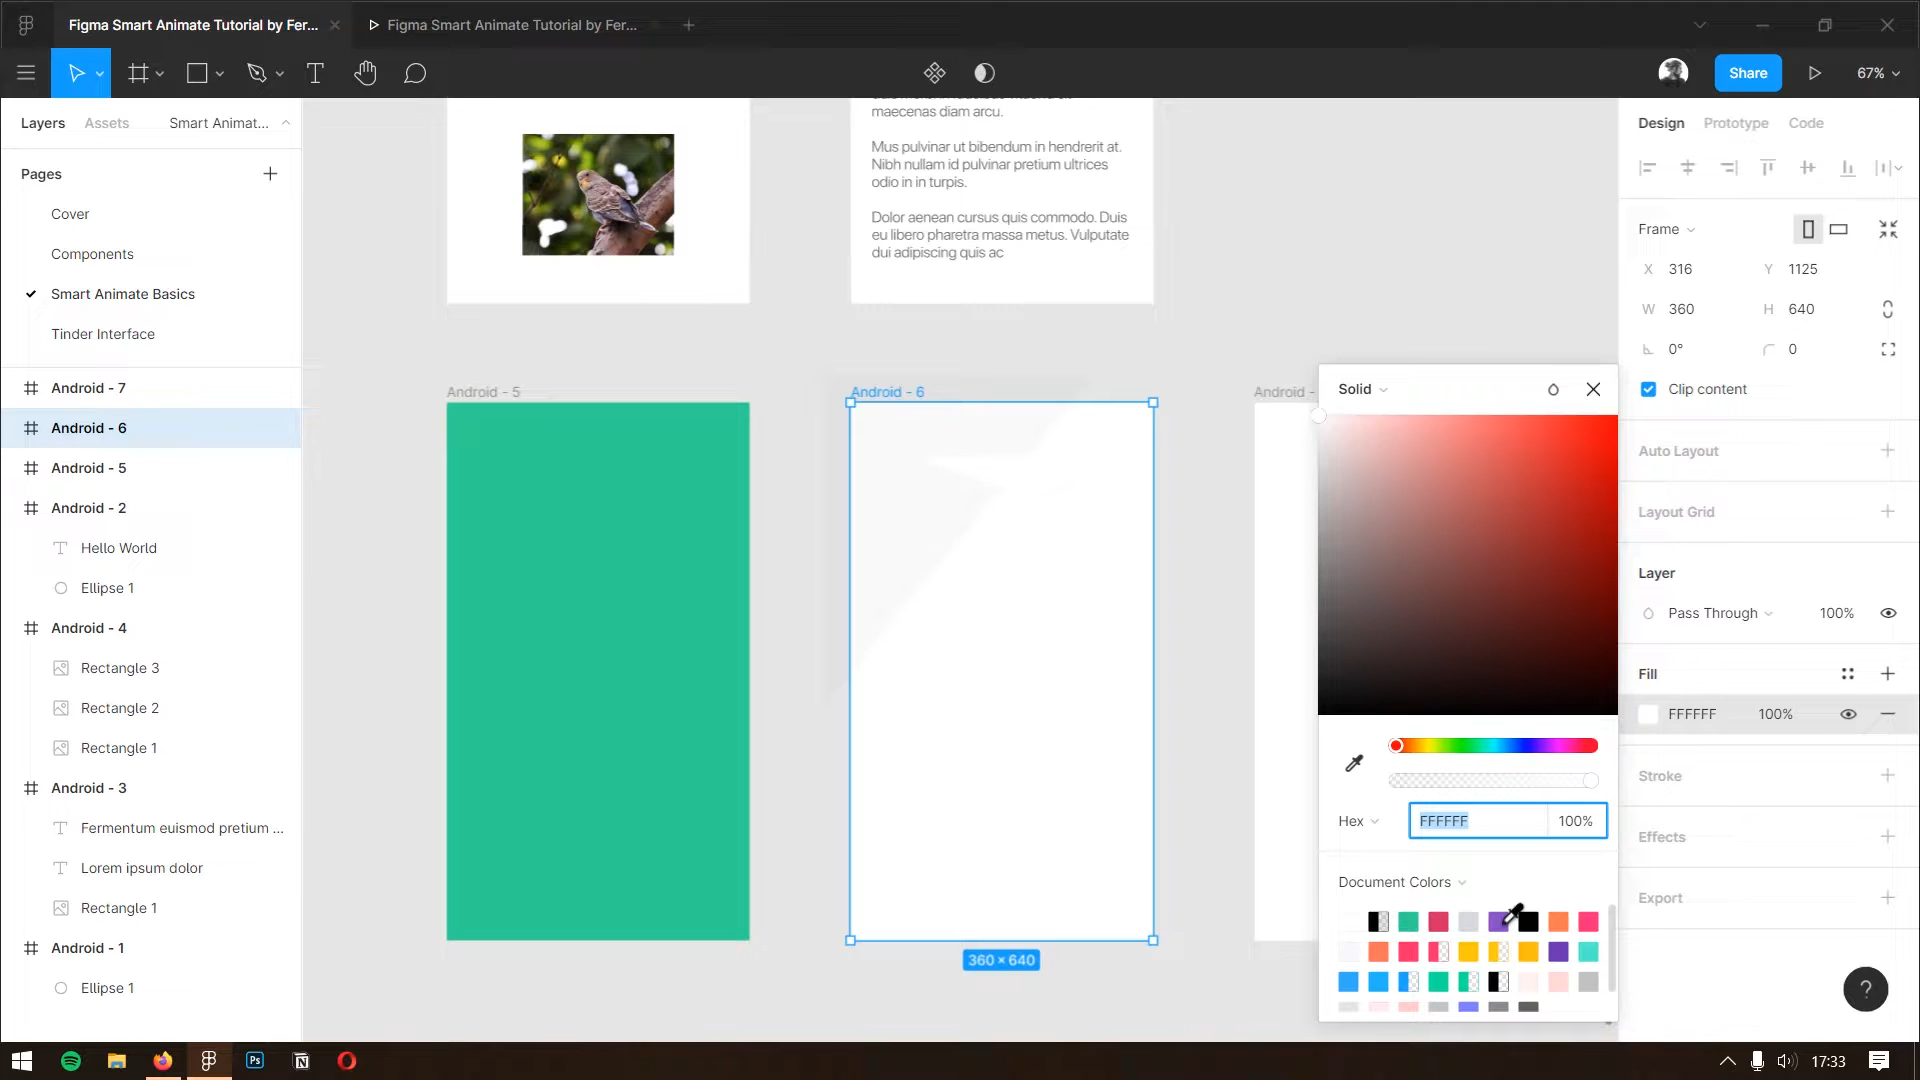 Figma Smart Animate Tutorial by Fer...
Figma Smart Animate Tutorial by Fer...
Share
67%
Layers
Assets
Smart Animat...
Pages
Cover
Components
Smart Animate Basics
Tinder Interface
Android - 7
Android - 6
Android - 5
Android - 2
Hello World
Ellipse 1
Android - 4
Rectangle 3
Rectangle 2
Rectangle 1
Android - 3
Fermentum euismod pretium ...
Lorem ipsum dolor
Rectangle 1
Android - 1
Ellipse 1
maecenas diam arcu.
Mus pulvinar ut bibendum in hendrerit at.
Nibh nullam id pulvinar pretium ultrices
odio in in turpis.
Dolor aenean cursus quis commodo. Duis
eu libero pharetra massa metus. Vulputate
dui adipiscing quis ac
Android - 5
Android - 6
Android -
360 × 640
Solid
Hex
FFFFFF
100%
Document Colors
Design
Prototype
Code
Frame
X 316
Y 1125
W 360
H 640
0°
0
Clip content
Auto Layout
Layout Grid
Layer
Pass Through
100%
Fill
FFFFFF
100%
Stroke
Effects
Export
?
Ps
N
17:33